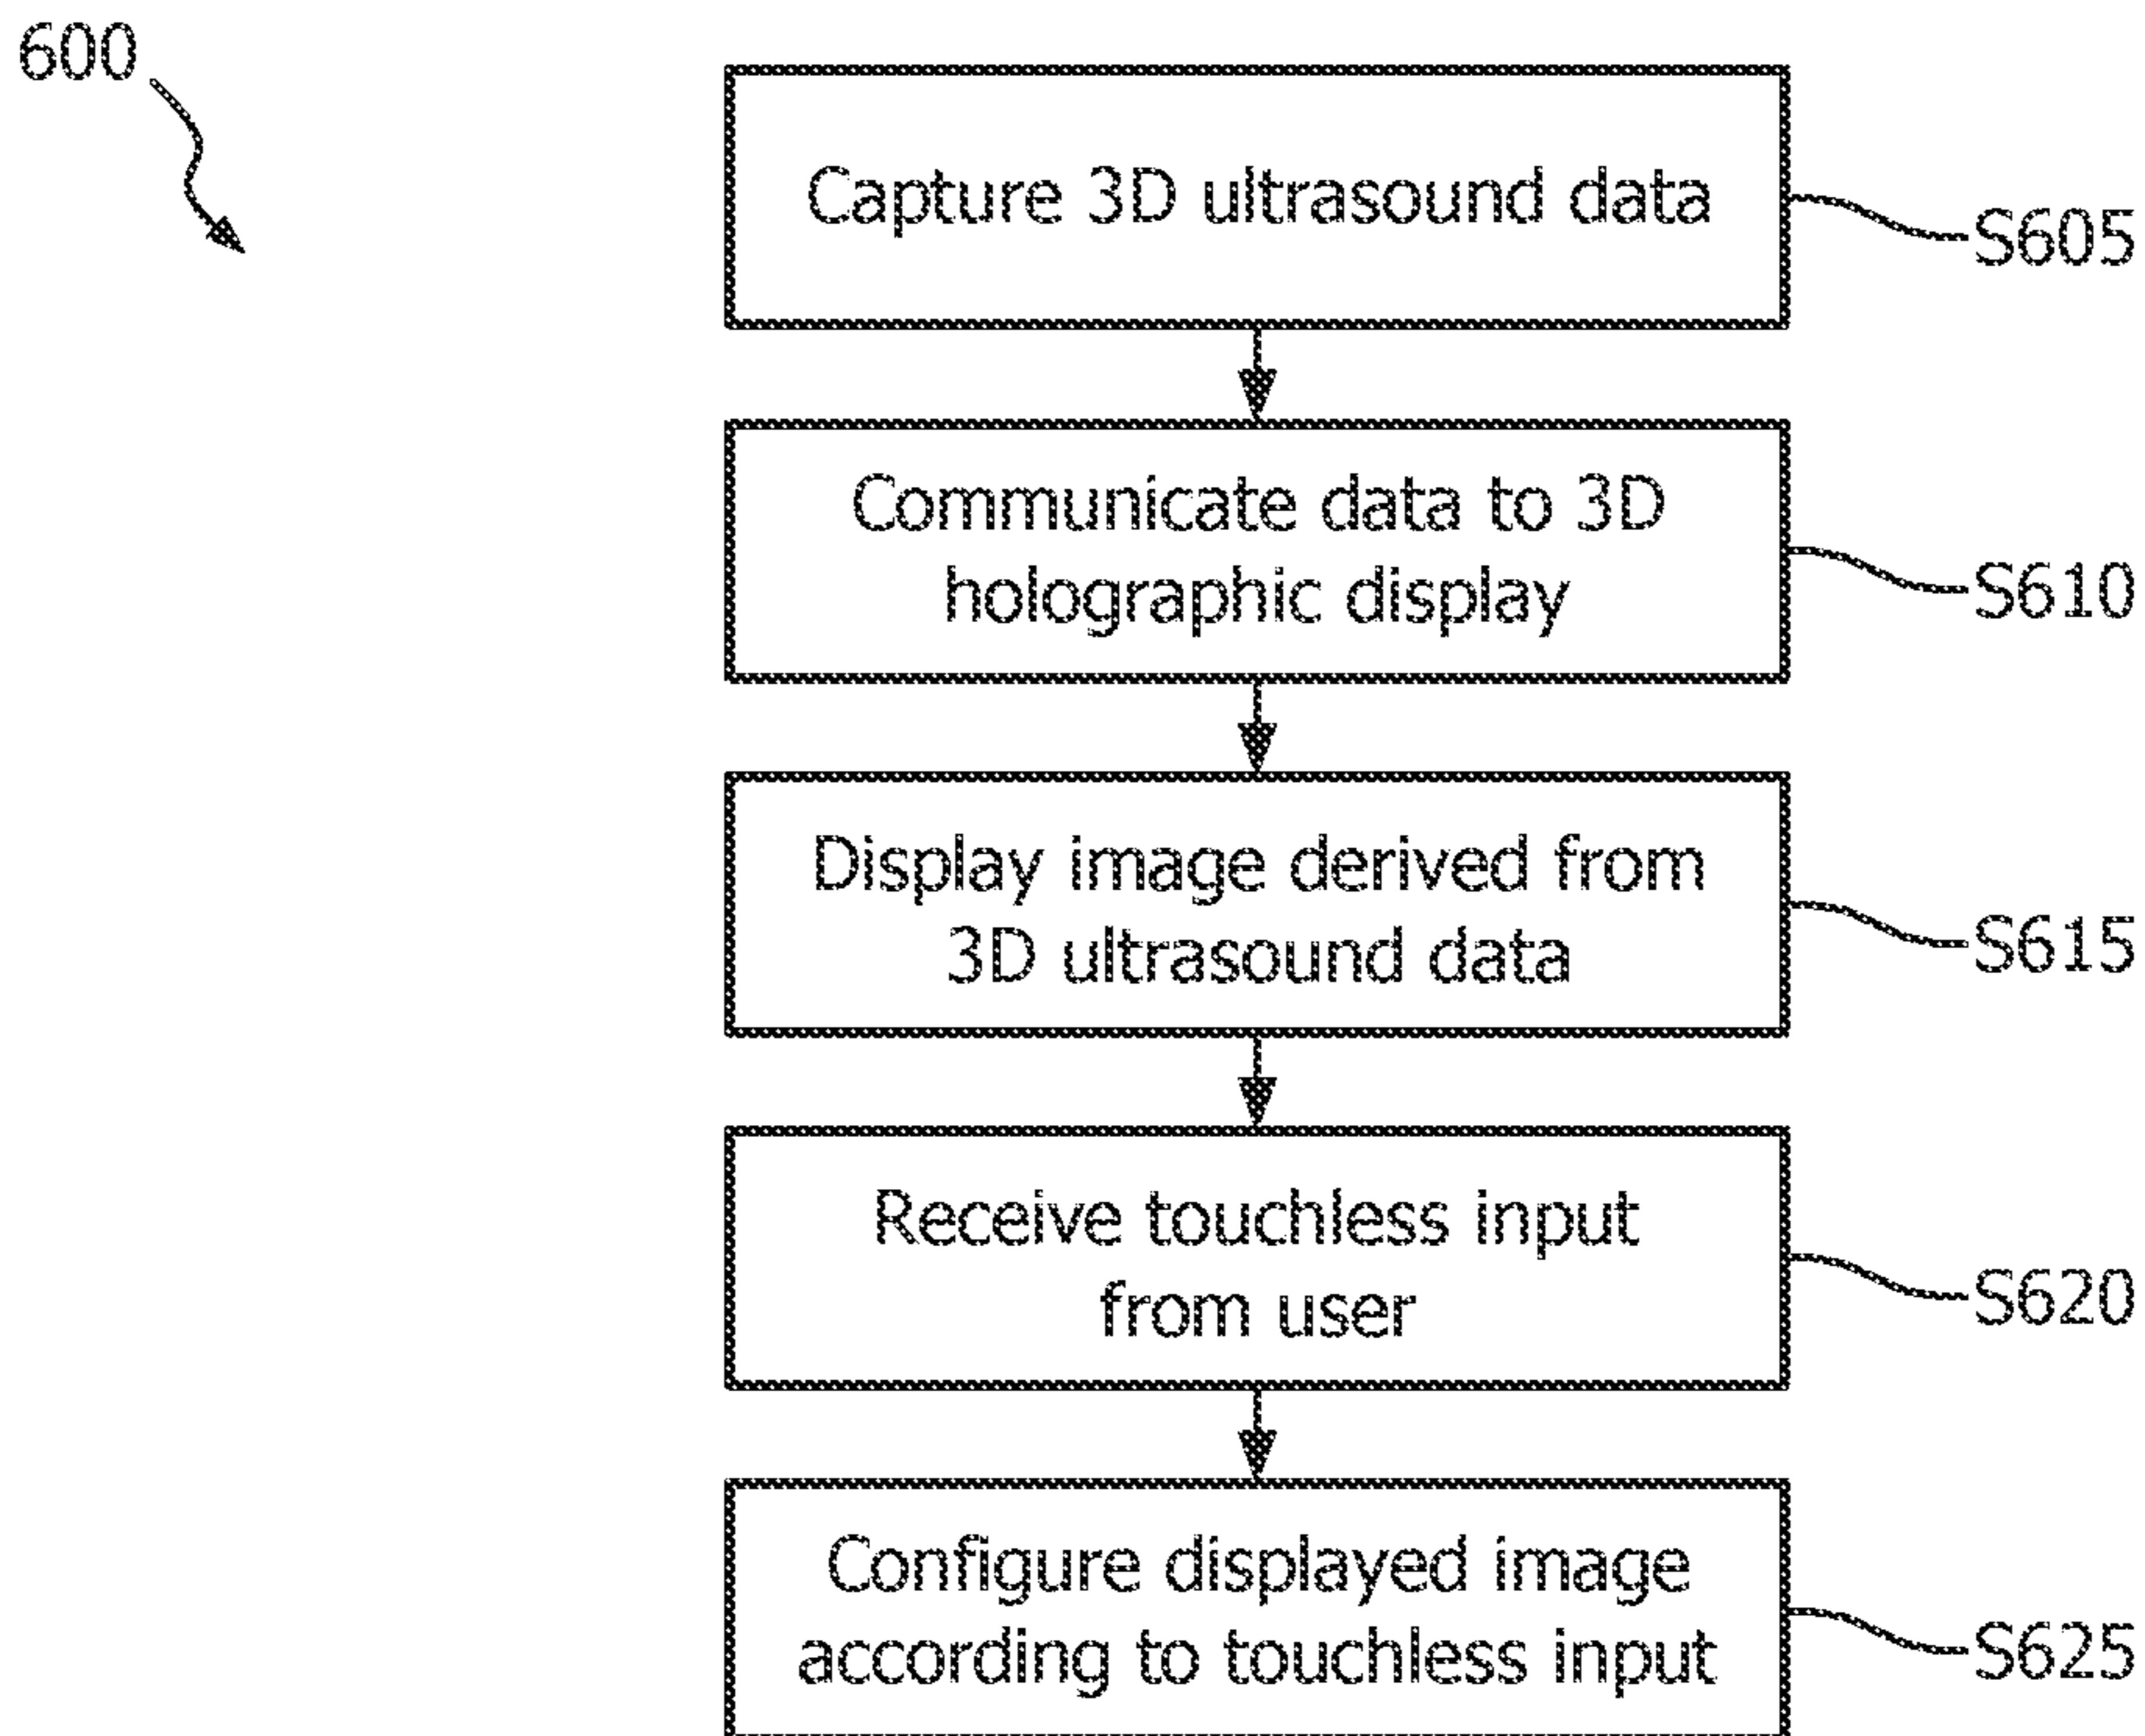 600
Capture 3D ultrasound data
S605
Communicate data to 3D
holographic display
S610
Display image derived from
3D ultrasound data
S615
Receive touchless input
from user
S620
Configure displayed image
according to touchless input
S625